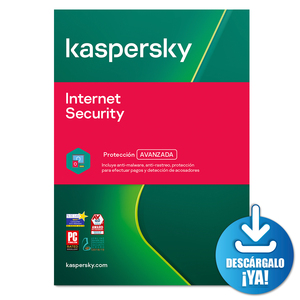 kaspersky
Internet
Security
Protección AVANZADA
Incluye anti-malware, anti-rastreo, protección
para efectuar pagos y detección de acosadores
PC
kaspersky.com
DESCÁRGALO
¡YA!